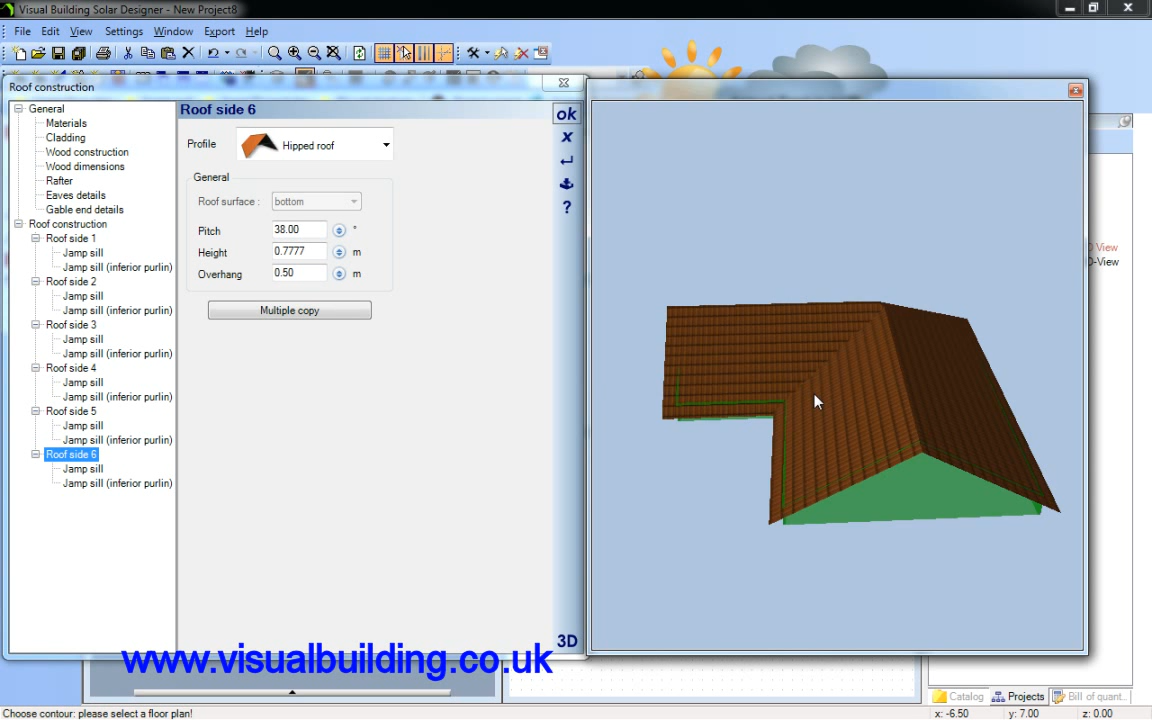 Visual Building Solar Designer - New Project8
File Edit View Settings Window Export Help
Roof construction
General
Materials
Cladding
Wood construction
Wood dimensions
Rafter
Eaves details
Gable end details
Roof construction
Roof side 1
Jamp sill
Jamp sill (inferior purlin)
Roof side 2
Jamp sill
Jamp sill (inferior purlin)
Roof side 3
Jamp sill
Jamp sill (inferior purlin)
Roof side 4
Jamp sill
Jamp sill (inferior purlin)
Roof side 5
Jamp sill
Jamp sill (inferior purlin)
Roof side 6
Jamp sill
Jamp sill (inferior purlin)
Roof side 6
Profile Hipped roof
General
Roof surface : bottom
Pitch 38.00 °
Height 0.7777 m
Overhang 0.50 m
Multiple copy
ok
x
?
3D
D View
D-View
www.visualbuilding.co.uk
Catalog Projects Bill of quant...
Choose contour: please select a floor plan! x: -6.50 y: 7.00 z: 0.00